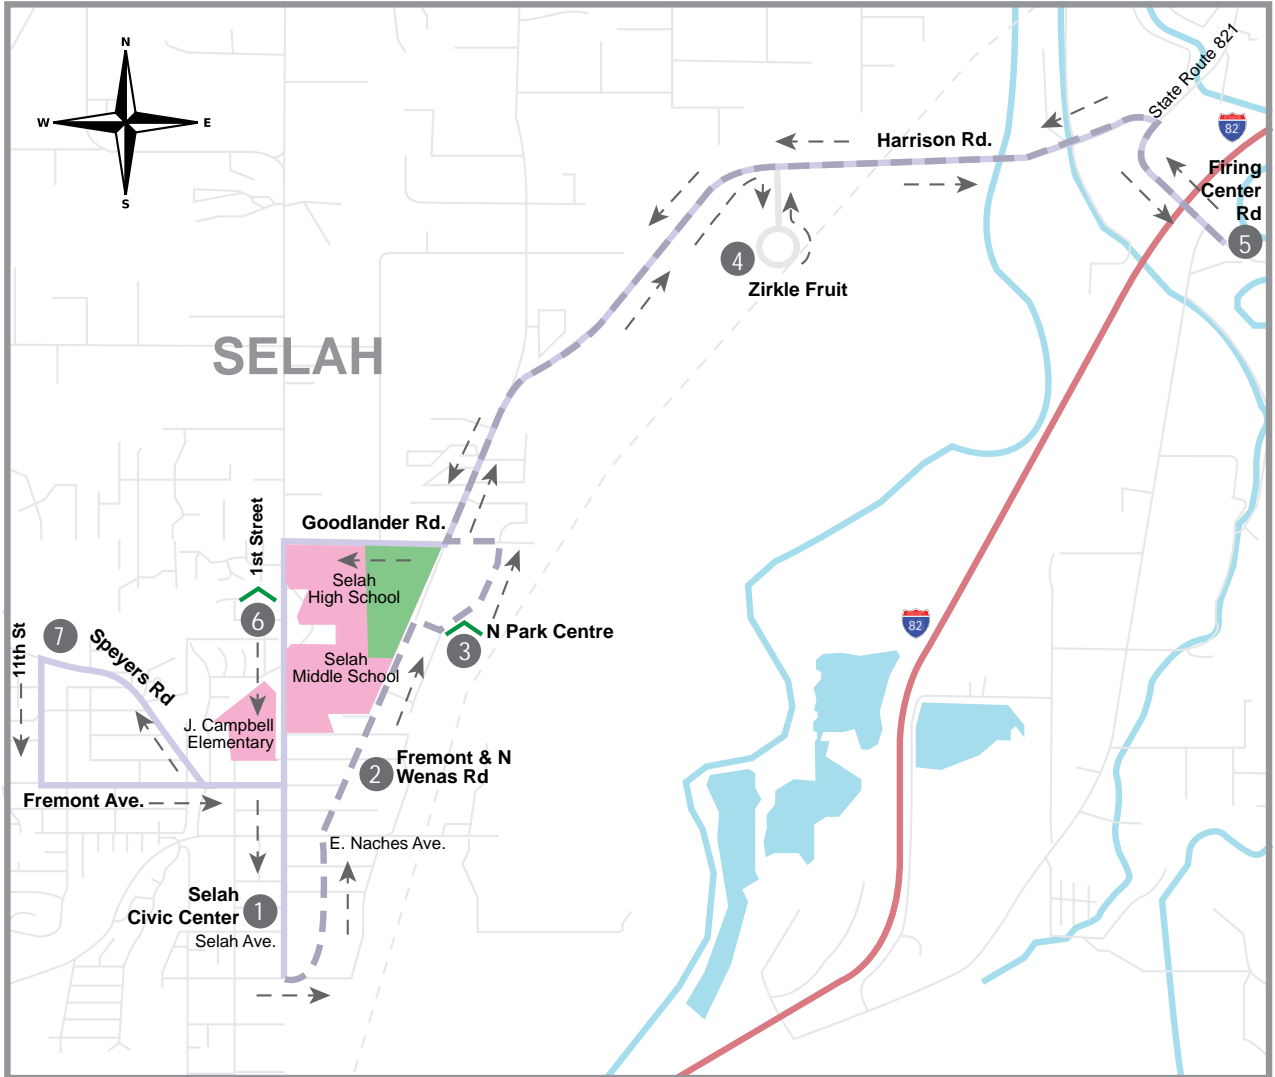 N
W
E
S
State Route 821
82
Harrison Rd.
Firing
Center
Rd
5
4
Zirkle Fruit
SELAH
Goodlander Rd.
1st Street
Selah
High School
6
N Park Centre
3
11th St
7
Speyers Rd
Selah
Middle School
82
J. Campbell
Elementary
Fremont & N
Wenas Rd
2
Fremont Ave.
E. Naches Ave.
Selah
Civic Center
1
Selah Ave.